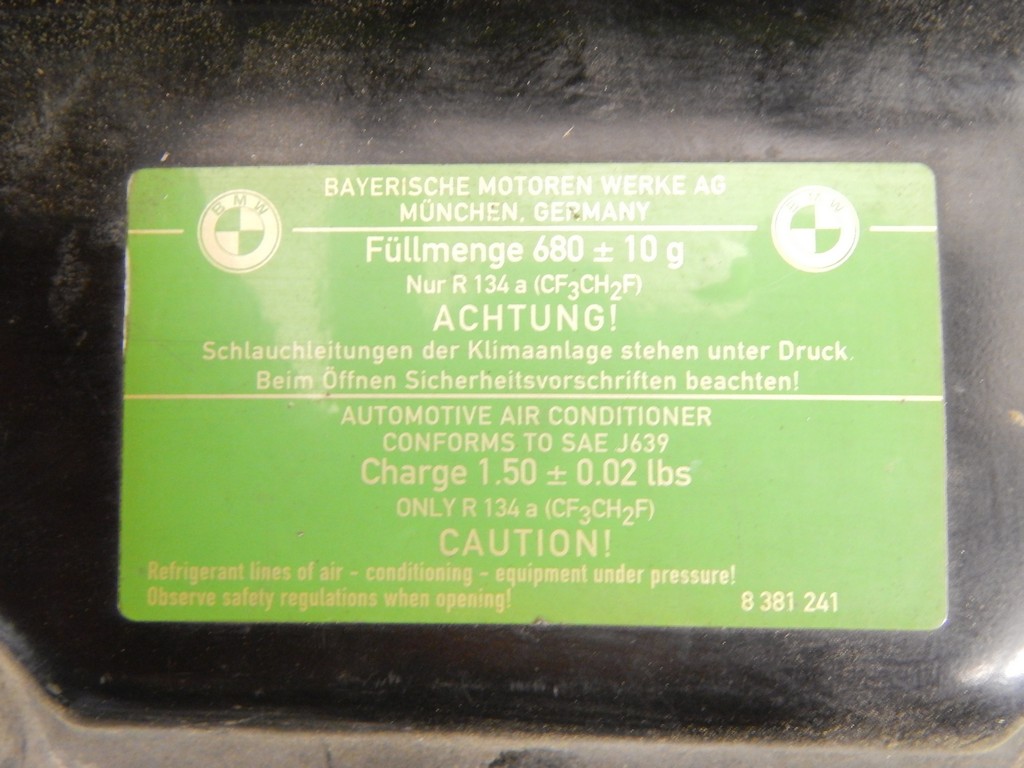 BMW
BMW
BAYERISCHE MOTOREN WERKE AG
MÜNCHEN, GERMANY
Füllmenge 680 ± 10 g
Nur R 134 a (CF₃CH₂F)
ACHTUNG!
Schlauchleitungen der Klimaanlage stehen unter Druck.
Beim Öffnen Sicherheitsvorschriften beachten!
AUTOMOTIVE AIR CONDITIONER
CONFORMS TO SAE J639
Charge 1.50 ± 0.02 lbs
ONLY R 134 a (CF₃CH₂F)
CAUTION!
Refrigerant lines of air - conditioning - equipment under pressure!
Observe safety regulations when opening!
8 381 241